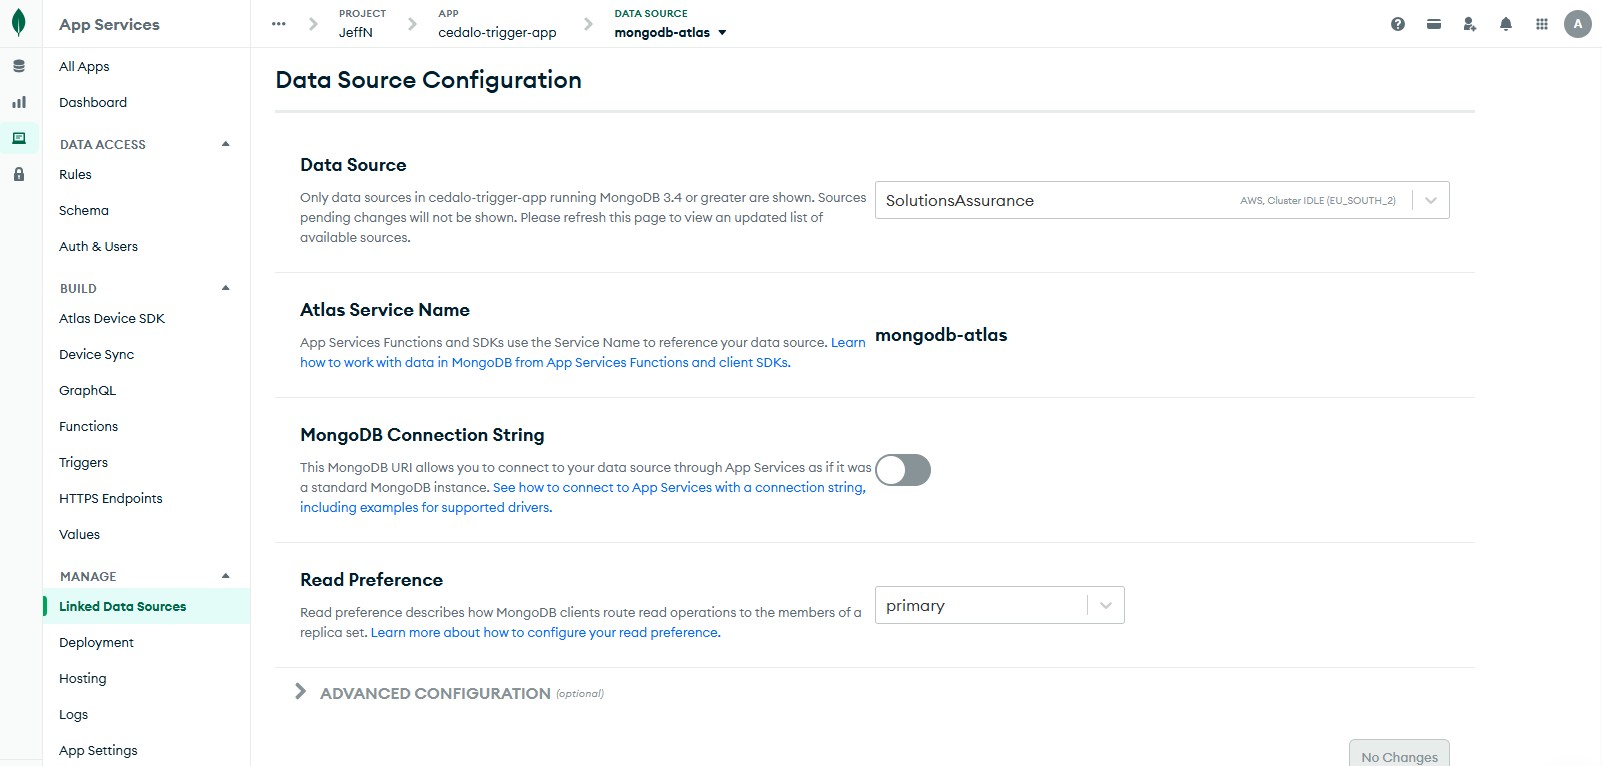 App Services
PROJECT
JeffN
APP
cedalo-trigger-app
DATA SOURCE
mongodb-atlas
A
All Apps
Dashboard
DATA ACCESS
Rules
Schema
Auth & Users
BUILD
Atlas Device SDK
Device Sync
GraphQL
Functions
Triggers
HTTPS Endpoints
Values
MANAGE
Linked Data Sources
Deployment
Hosting
Logs
App Settings
Data Source Configuration
Data Source
Only data sources in cedalo-trigger-app running MongoDB 3.4 or greater are shown. Sources
pending changes will not be shown. Please refresh this page to view an updated list of
available sources.
SolutionsAssurance
AWS, Cluster IDLE (EU_SOUTH_2)
Atlas Service Name
App Services Functions and SDKs use the Service Name to reference your data source. Learn
how to work with data in MongoDB from App Services Functions and client SDKs.
mongodb-atlas
MongoDB Connection String
This MongoDB URI allows you to connect to your data source through App Services as if it was
a standard MongoDB instance. See how to connect to App Services with a connection string,
including examples for supported drivers.
Read Preference
Read preference describes how MongoDB clients route read operations to the members of a
replica set. Learn more about how to configure your read preference.
primary
ADVANCED CONFIGURATION (optional)
No Changes